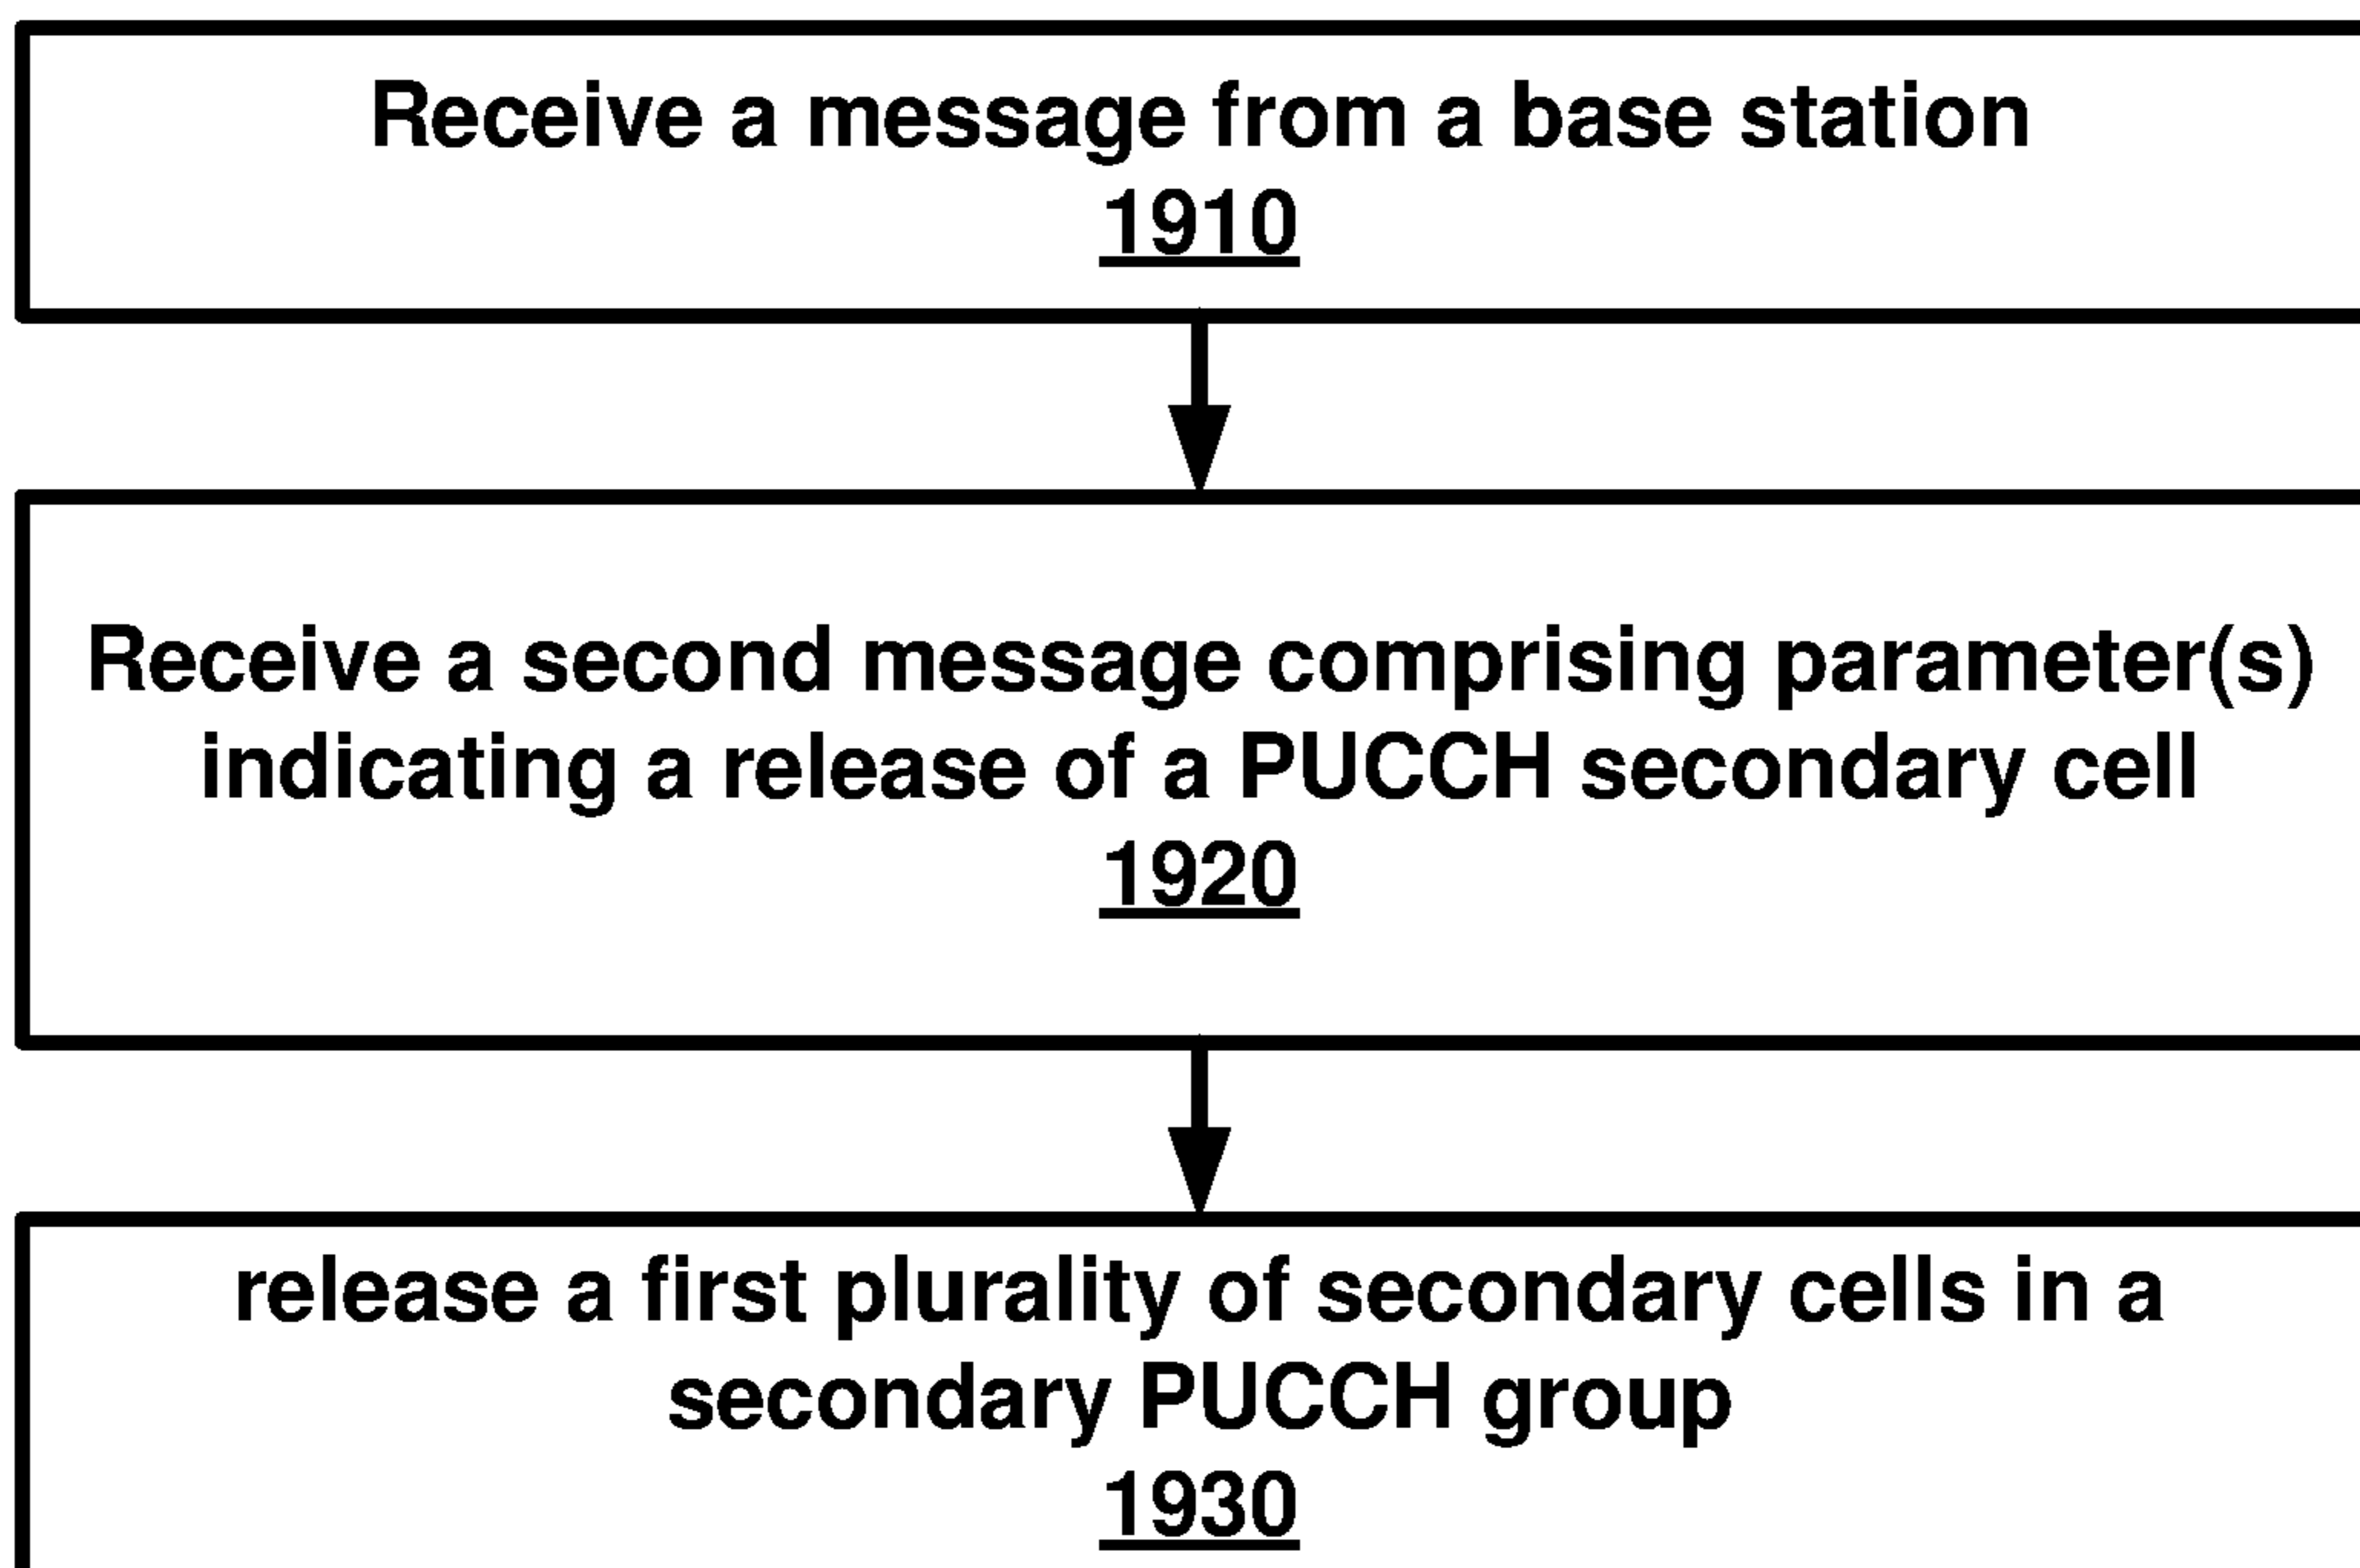 Receive a message from a base station
1910
Receive a second message comprising parameter(s)
indicating a release of a PUCCH secondary cell
1920
release a first plurality of secondary cells in a
secondary PUCCH group
1930